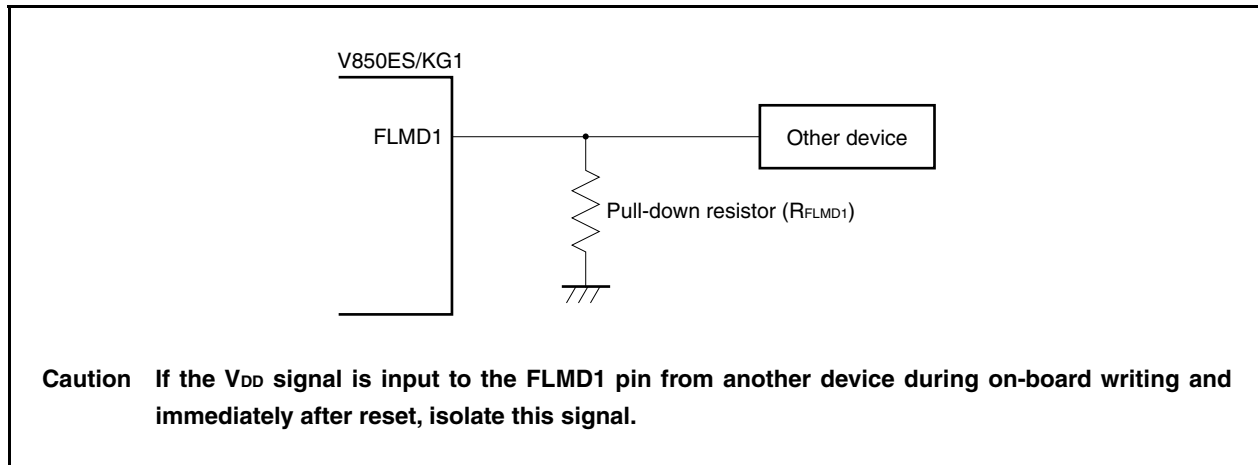 V850ES/KG1
FLMD1
Other device
Pull-down resistor (RFLMD1)
Caution If the VDD signal is input to the FLMD1 pin from another device during on-board writing and
immediately after reset, isolate this signal.